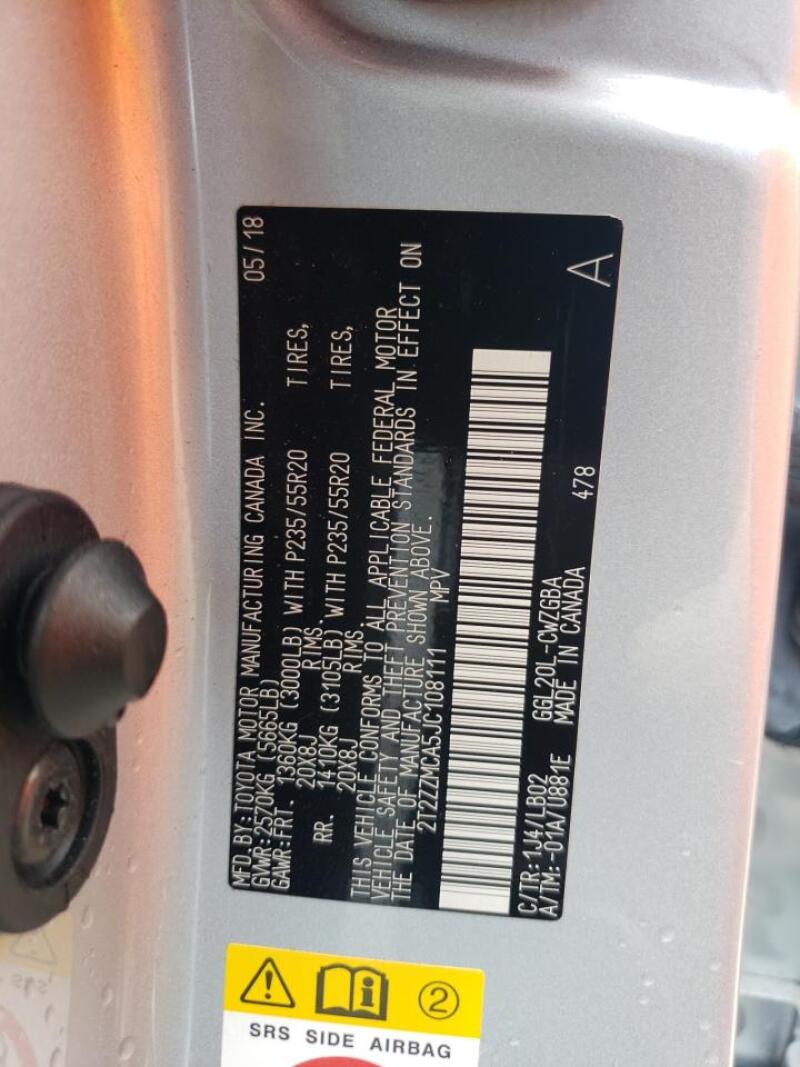 MFD.BY:TOYOTA MOTOR MANUFACTURING CANADA INC. 05/18
GVWR:2570KG (5665LB)
GAWR:FRT. 1360KG (3000LB) WITH P235/55R20 TIRES,
20X8J RIMS.
RR. 1410KG (3105LB) WITH P235/55R20 TIRES,
20X8J RIMS.
THIS VEHICLE CONFORMS TO ALL APPLICABLE FEDERAL MOTOR
VEHICLE SAFETY AND THEFT PREVENTION STANDARDS IN EFFECT ON
THE DATE OF MANUFACTURE SHOWN ABOVE.
2T2ZZMCA5JC108111 MPV
C/TR:1J4/LB02 GGL20L-CWZGBA 478 A
A/TM:-01A/U881E MADE IN CANADA
2
SRS SIDE AIRBAG